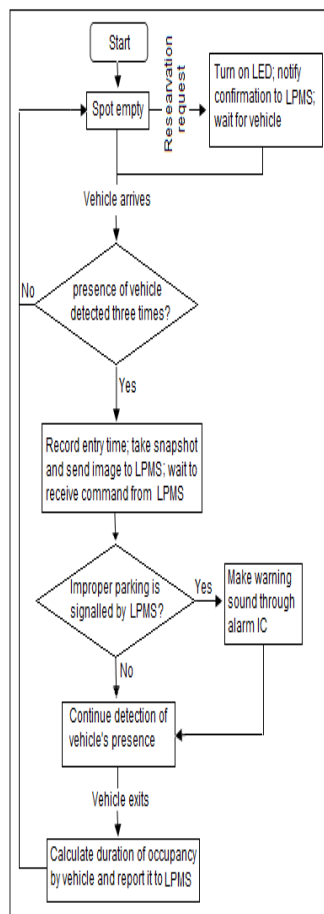 Start
Spot empty
Researvation
request
Turn on LED; notify
confirmation to LPMS;
wait for vehicle
Vehicle arrives
No
presence of vehicle
detected three times?
Yes
Record entry time; take snapshot
and send image to LPMS; wait to
receive command from LPMS
Improper parking is
signalled by LPMS?
Yes
Make warning
sound through
alarm IC
No
Continue detection of
vehicle's presence
Vehicle exits
Calculate duration of occupancy
by vehicle and report it to LPMS